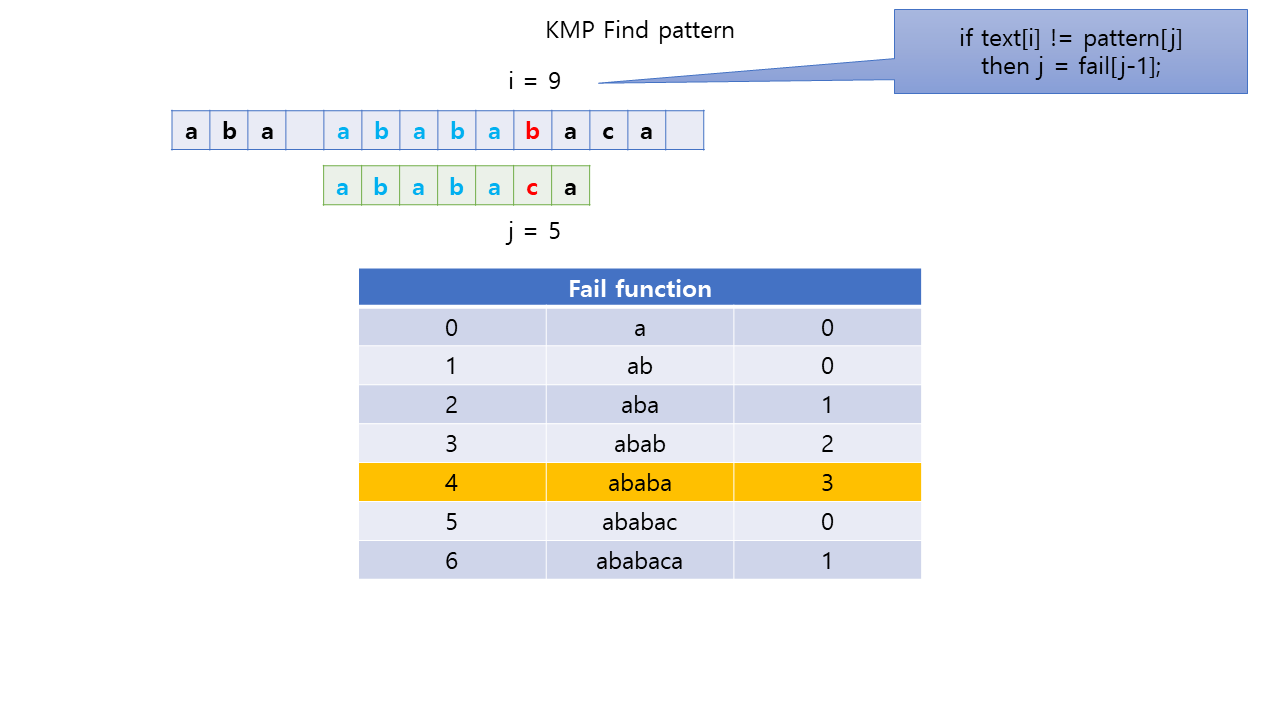 KMP Find pattern
if text[i] != pattern[j]
then j = fail[j-1];
i = 9
a b a a b a b a b a c a
a b a b a c a
j = 5
Fail function
0 a 0
1 ab 0
2 aba 1
3 abab 2
4 ababa 3
5 ababac 0
6 ababaca 1